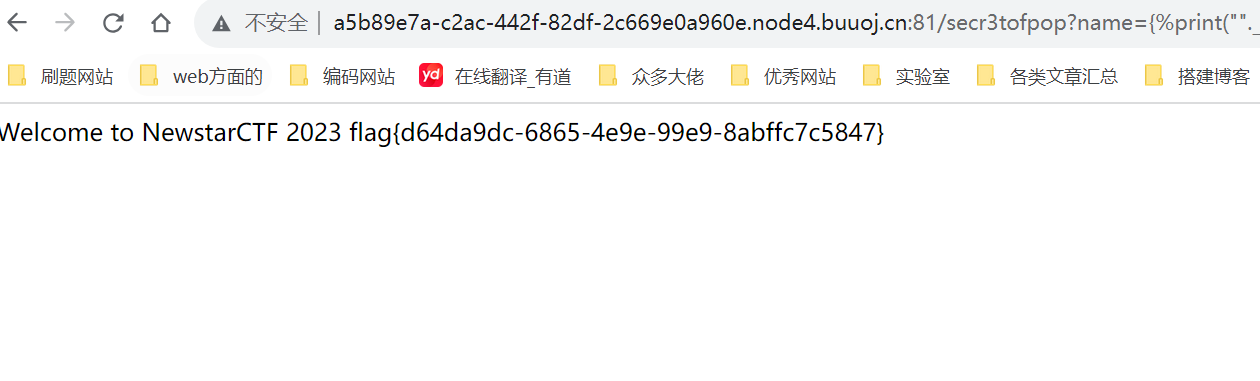 不安全 a5b89e7a-c2ac-442f-82df-2c669e0a960e.node4.buuoj.cn:81/secr3tofpop?name={%print(""._
刷题网站 web方面的 编码网站 yd 在线翻译_有道 众多大佬 优秀网站 实验室 各类文章汇总 搭建博客
Welcome to NewstarCTF 2023 flag{d64da9dc-6865-4e9e-99e9-8abffc7c5847}